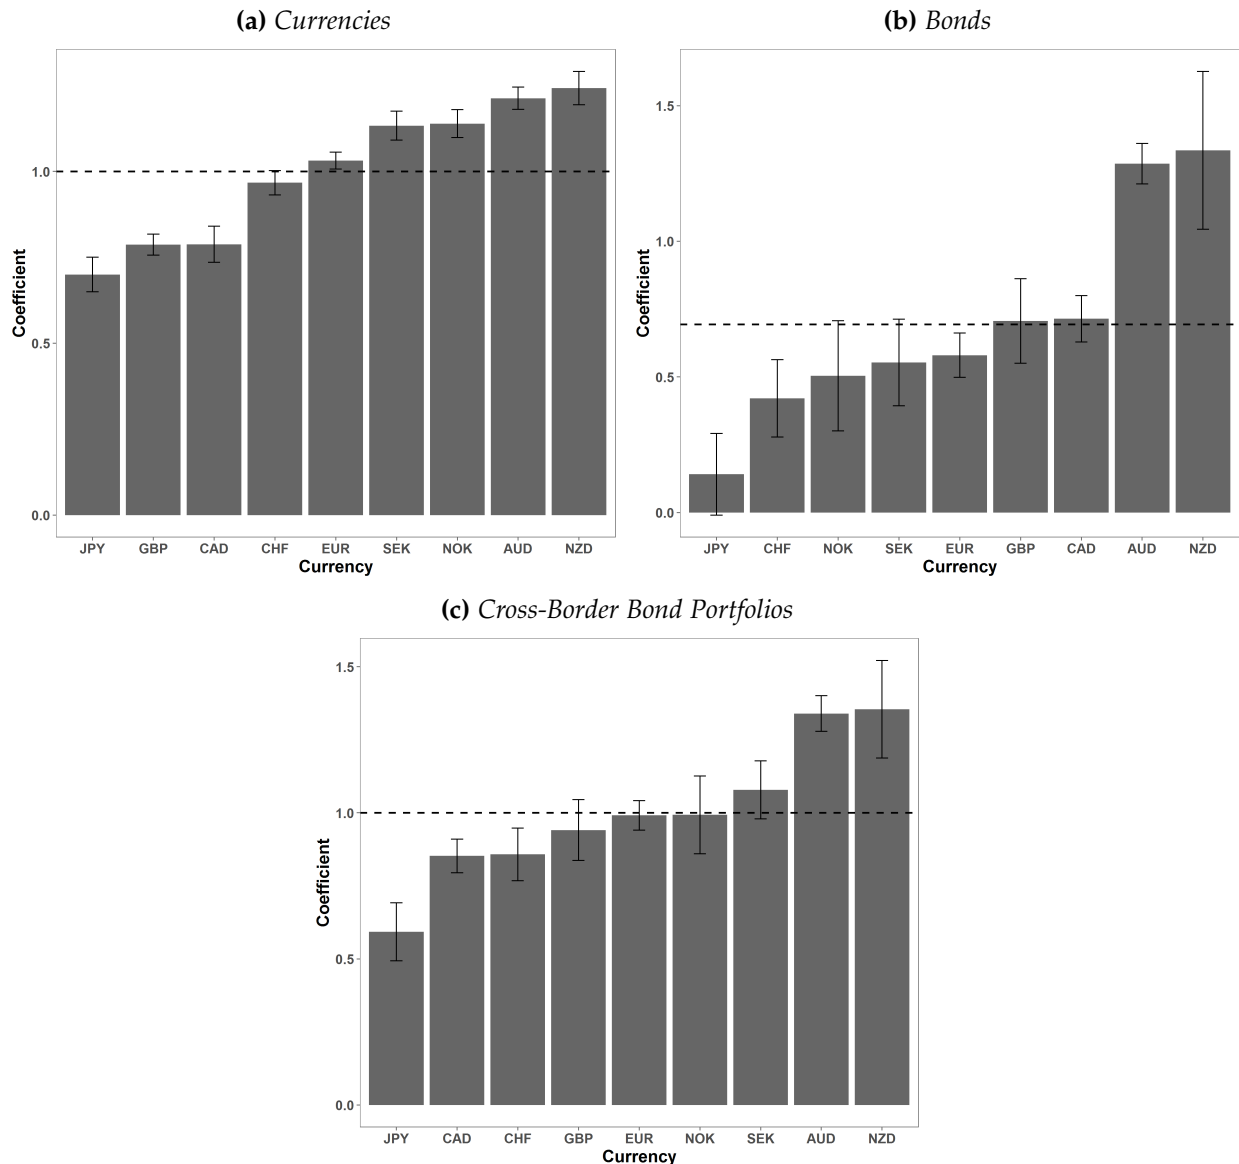 (a) Currencies
Coefficient
1.0
0.5
0.0
JPY GBP CAD CHF EUR SEK NOK AUD NZD
Currency
(b) Bonds
Coefficient
1.5
1.0
0.5
0.0
JPY CHF NOK SEK EUR GBP CAD AUD NZD
Currency
(c) Cross-Border Bond Portfolios
Coefficient
1.5
1.0
0.5
0.0
JPY CAD CHF GBP EUR NOK SEK AUD NZD
Currency